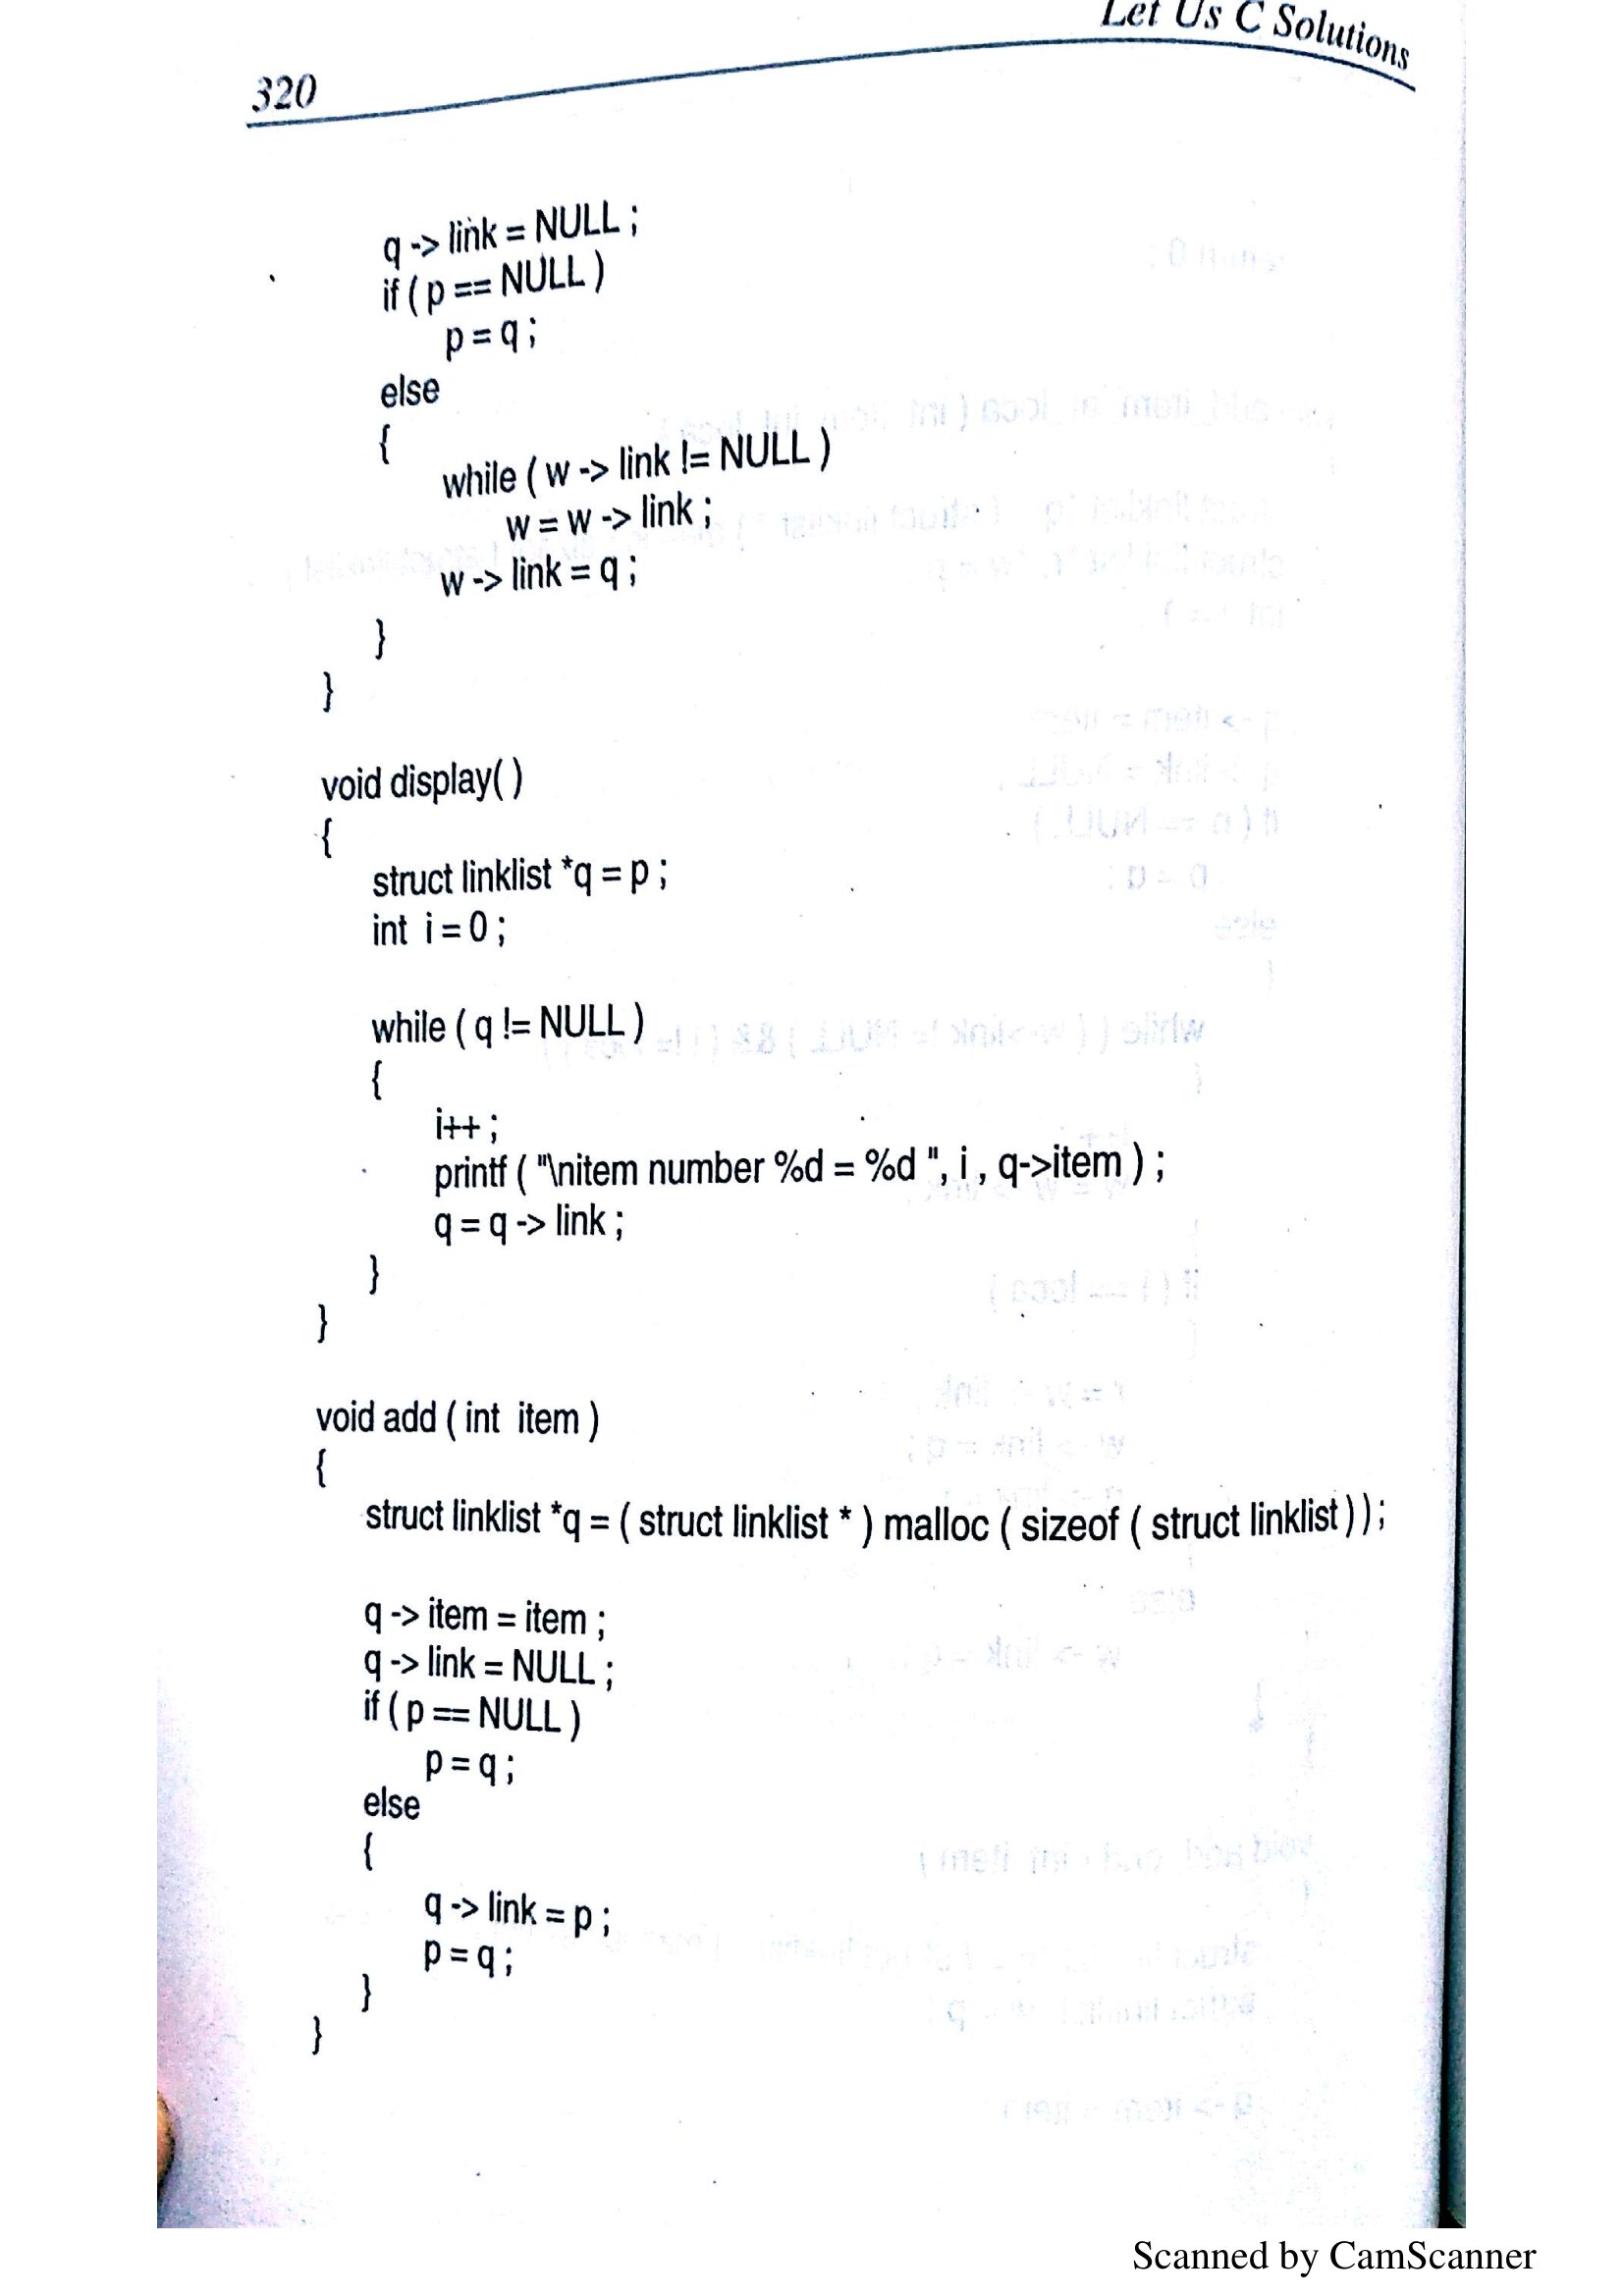 Let Us C Solutions
320
q -> link = NULL ;
if ( p == NULL )
p = q ;
else
{
while ( w -> link != NULL )
w = w -> link ;
w -> link = q ;
}
}
void display( )
{
struct linklist *q = p ;
int i = 0 ;
while ( q != NULL )
{
i++ ;
printf ( "\nitem number %d = %d ", i , q->item ) ;
q = q -> link ;
}
}
void add ( int item )
{
struct linklist *q = ( struct linklist * ) malloc ( sizeof ( struct linklist ) ) ;
q -> item = item ;
q -> link = NULL ;
if ( p == NULL )
p = q ;
else
{
q -> link = p ;
p = q ;
}
}
Scanned by CamScanner